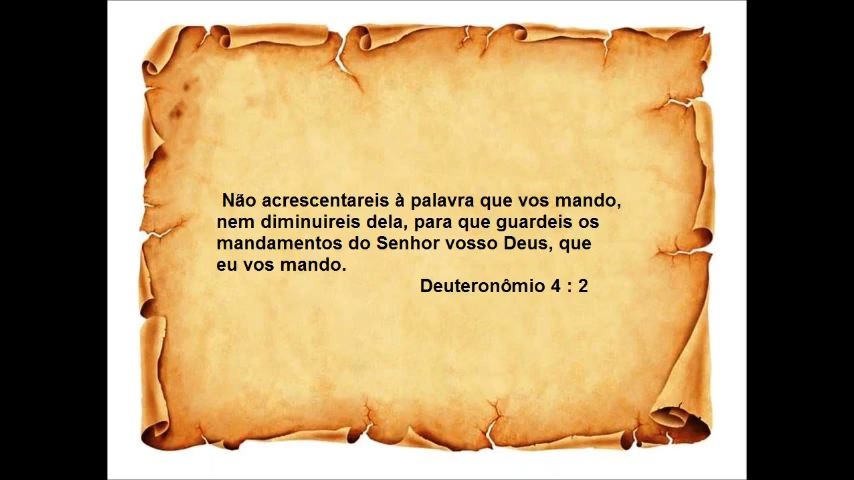 Não acrescentareis à palavra que vos mando,
nem diminuireis dela, para que guardeis os
mandamentos do Senhor vosso Deus, que
eu vos mando.
Deuteronômio 4 : 2